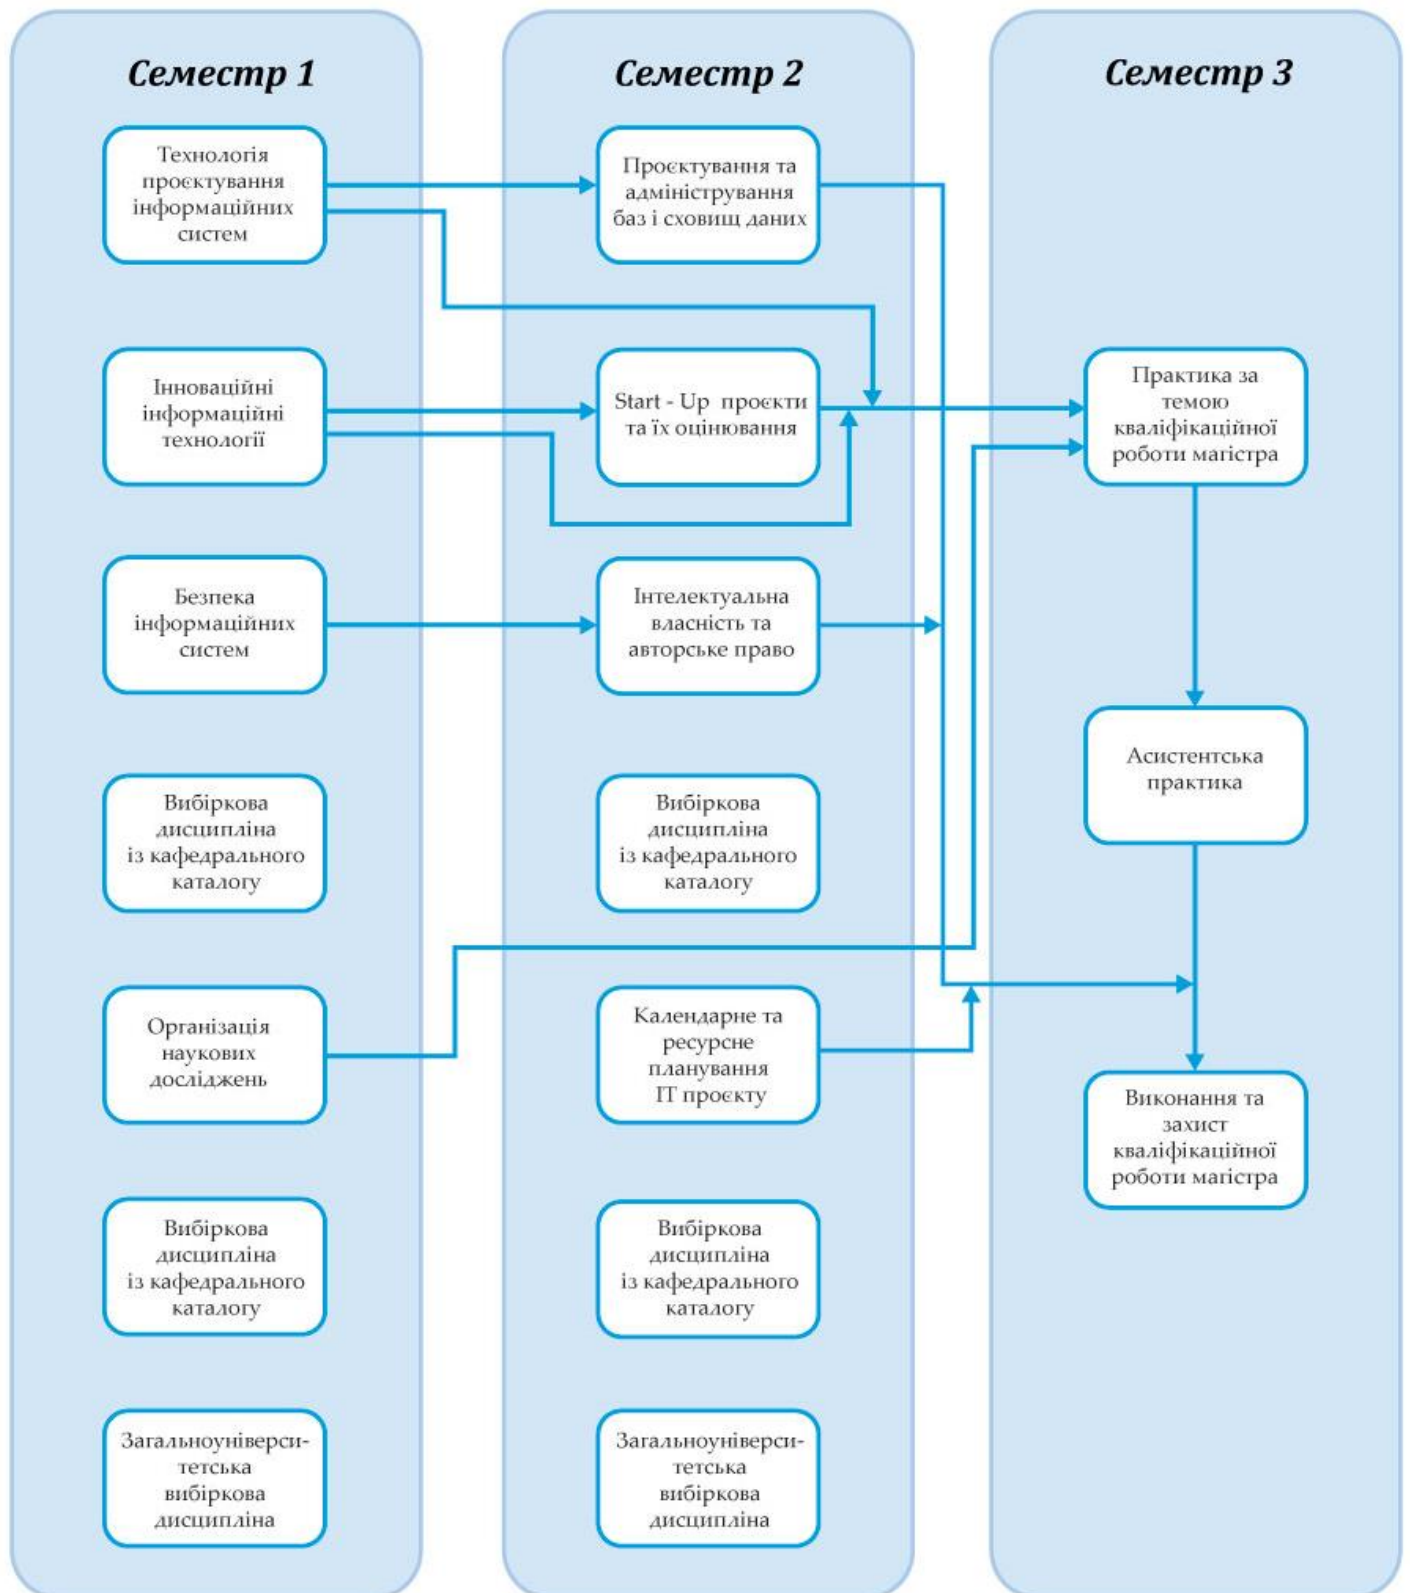 Семестр 1
Технологія
проєктування
інформаційних
систем
Інноваційні
інформаційні
технології
Безпека
інформаційних
систем
Вибіркова
дисципліна
із кафедрального
каталогу
Організація
наукових
досліджень
Вибіркова
дисципліна
із кафедрального
каталогу
Загальноуніверси-
тетська
вибіркова
дисципліна
Семестр 2
Проєктування та
адміністрування
баз і сховищ даних
Start - Up проєкти
та їх оцінювання
Інтелектуальна
власність та
авторське право
Вибіркова
дисципліна
із кафедрального
каталогу
Календарне та
ресурсне
планування
ІТ проєкту
Вибіркова
дисципліна
із кафедрального
каталогу
Загальноуніверси-
тетська
вибіркова
дисципліна
Семестр 3
Практика за
темою
кваліфікаційної
роботи магістра
Асистентська
практика
Виконання та
захист
кваліфікаційної
роботи магістра